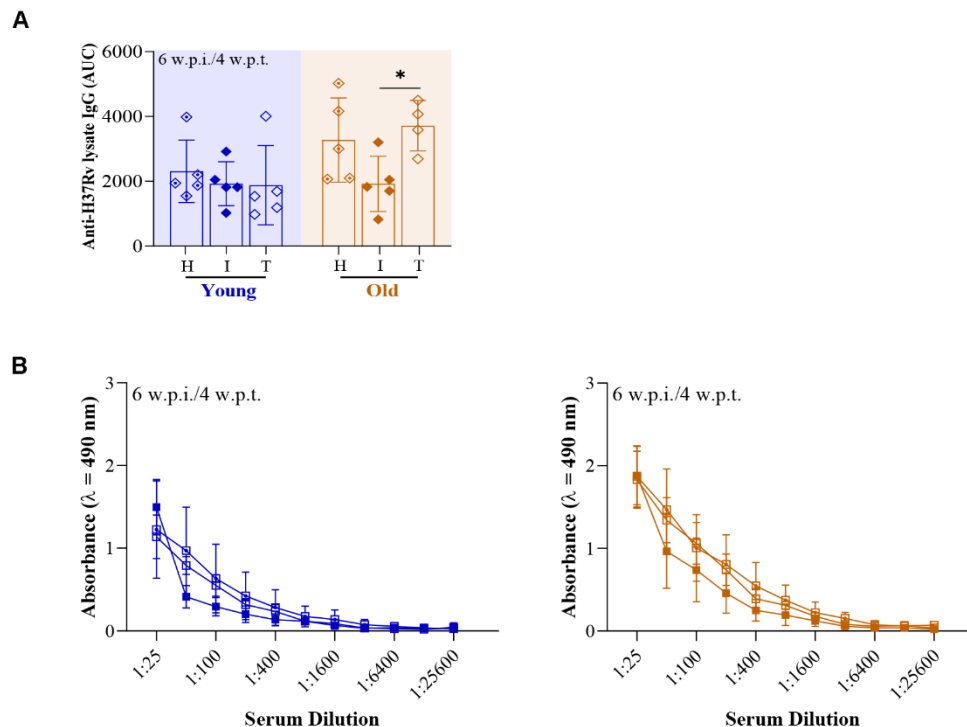 A
Anti-H37Rv lysate IgG (AUC)
6000
4000
2000
0
6 w.p.i./4 w.p.t.
*
H I T H I T
Young Old
B
Absorbance (λ = 490 nm)
3
2
1
0
6 w.p.i./4 w.p.t.
1:25 1:100 1:400 1:1600 1:6400 1:25600
Serum Dilution
Absorbance (λ = 490 nm)
3
2
1
0
6 w.p.i./4 w.p.t.
1:25 1:100 1:400 1:1600 1:6400 1:25600
Serum Dilution